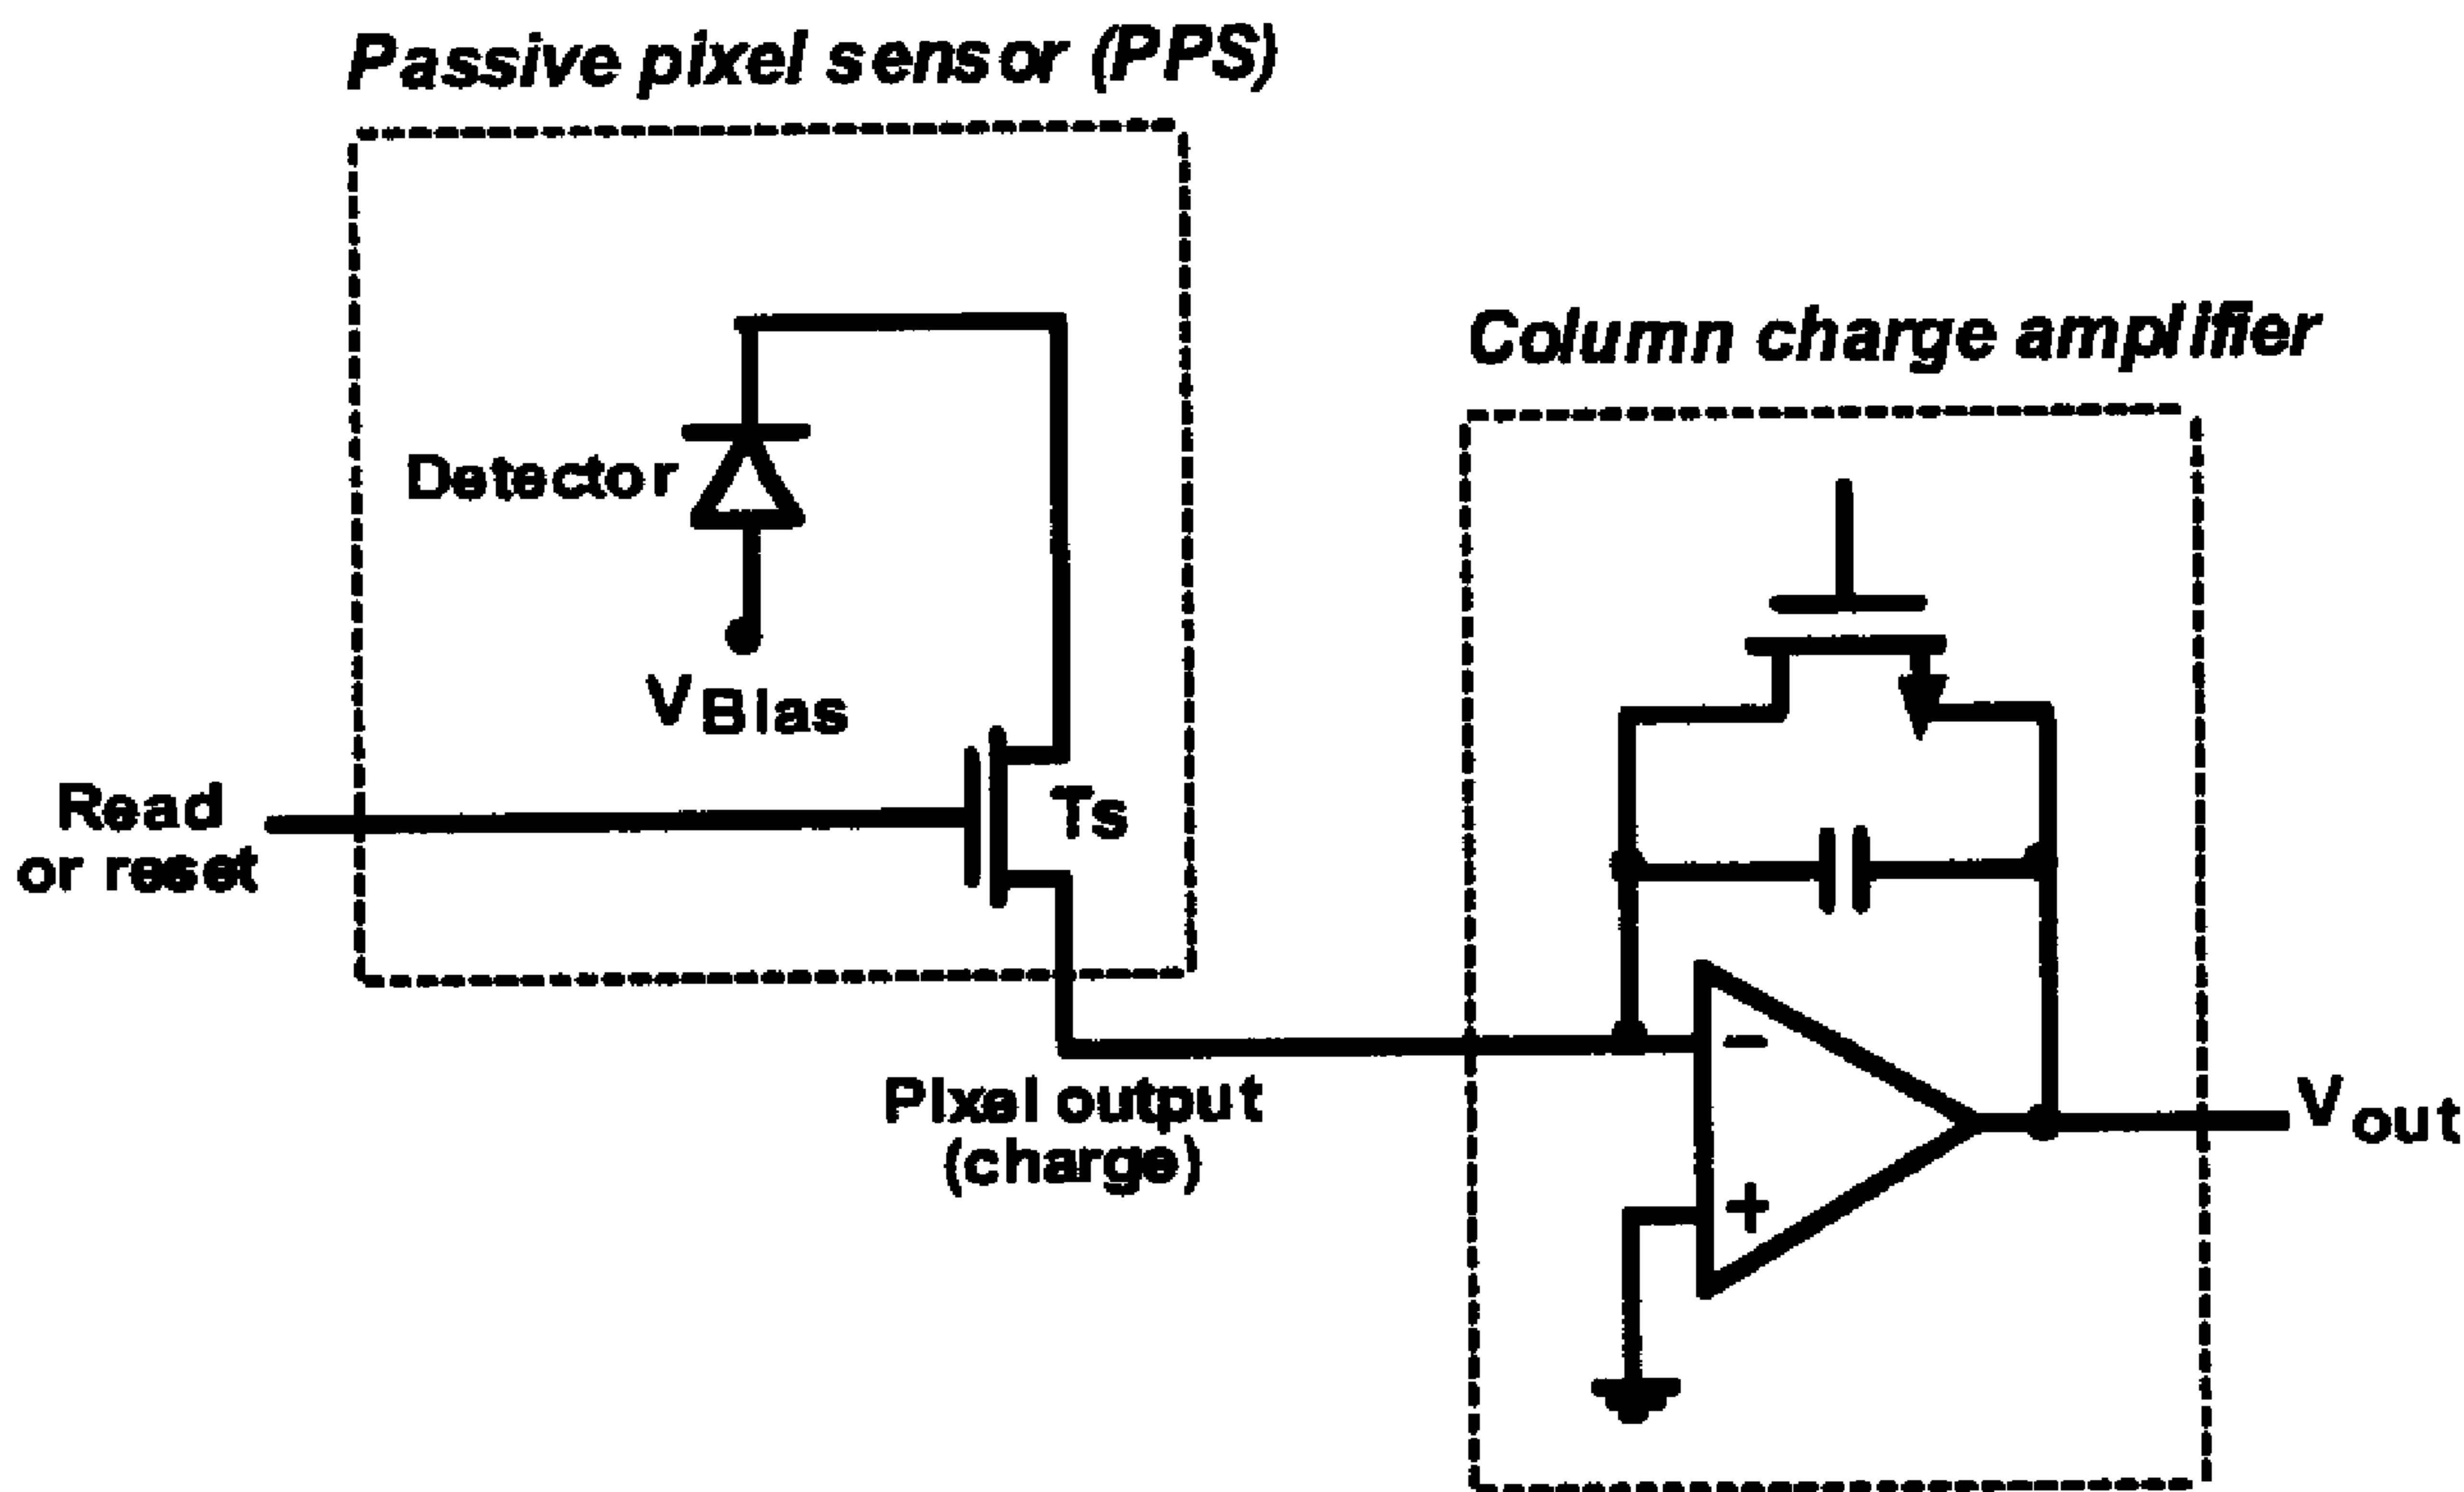 Passive pixel sensor (PPS)
Column charge amplifier
Detector
VBias
Read
or reset
Ts
Pixel output
(charge)
Vout
−
+